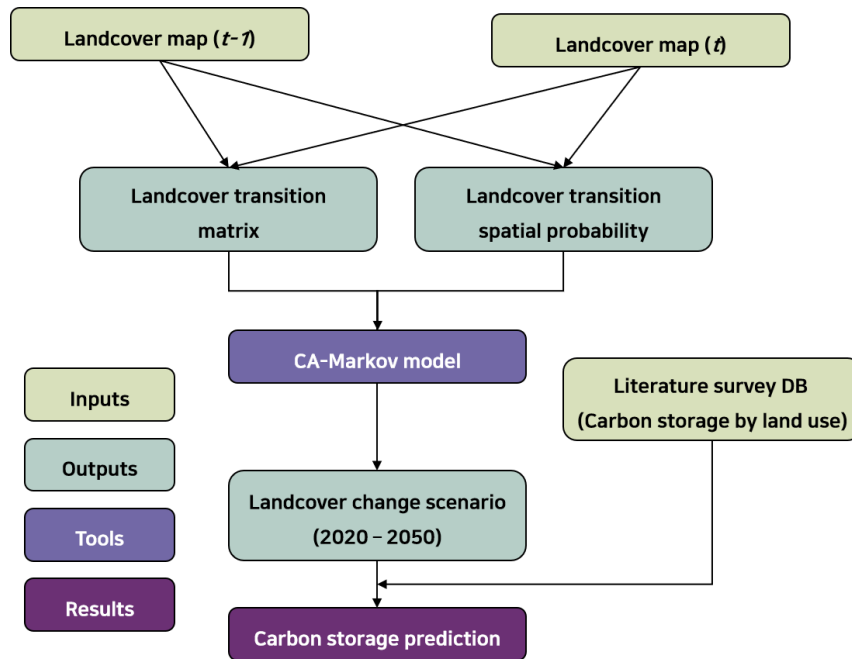 Landcover map (t-1)
Landcover map (t)
Landcover transition
matrix
Landcover transition
spatial probability
CA-Markov model
Literature survey DB
(Carbon storage by land use)
Inputs
Outputs
Tools
Results
Landcover change scenario
(2020 - 2050)
Carbon storage prediction